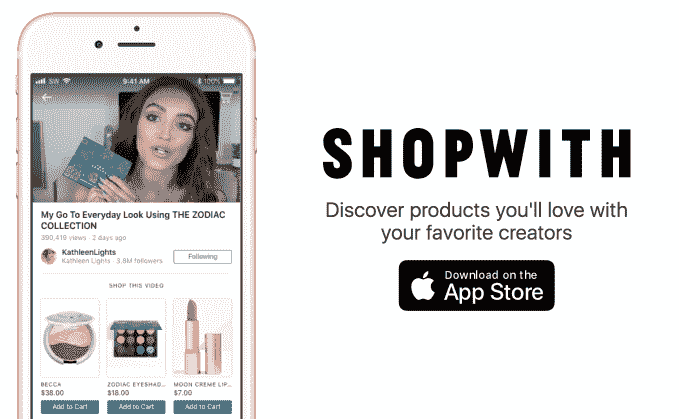 SW 9:41 AM 100%
My Go To Everyday Look Using THE ZODIAC
COLLECTION
390,419 views · 2 days ago
KathleenLights
Kathleen Lights · 3.8M followers
Following
SHOP THIS VIDEO
BECCA
$38.00
Add to Cart
ZODIAC EYESHAD...
$18.00
Add to Cart
MOON CREME LIP...
$7.00
Add to Cart
SHOPWITH
Discover products you'll love with
your favorite creators
Download on the
App Store